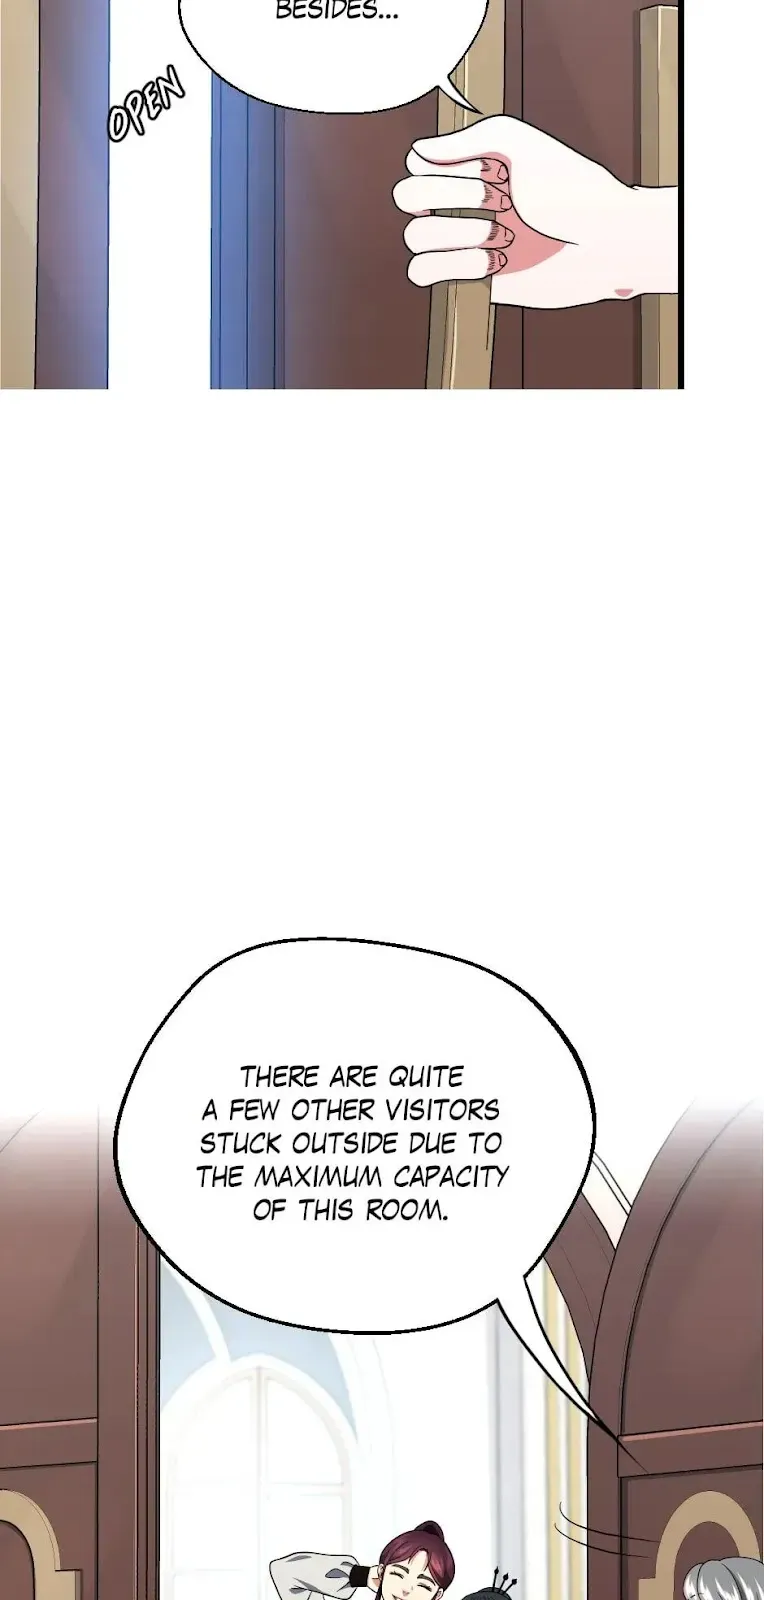 BESIDES...
OPEN
THERE ARE QUITE
A FEW OTHER VISITORS
STUCK OUTSIDE DUE TO
THE MAXIMUM CAPACITY
OF THIS ROOM.